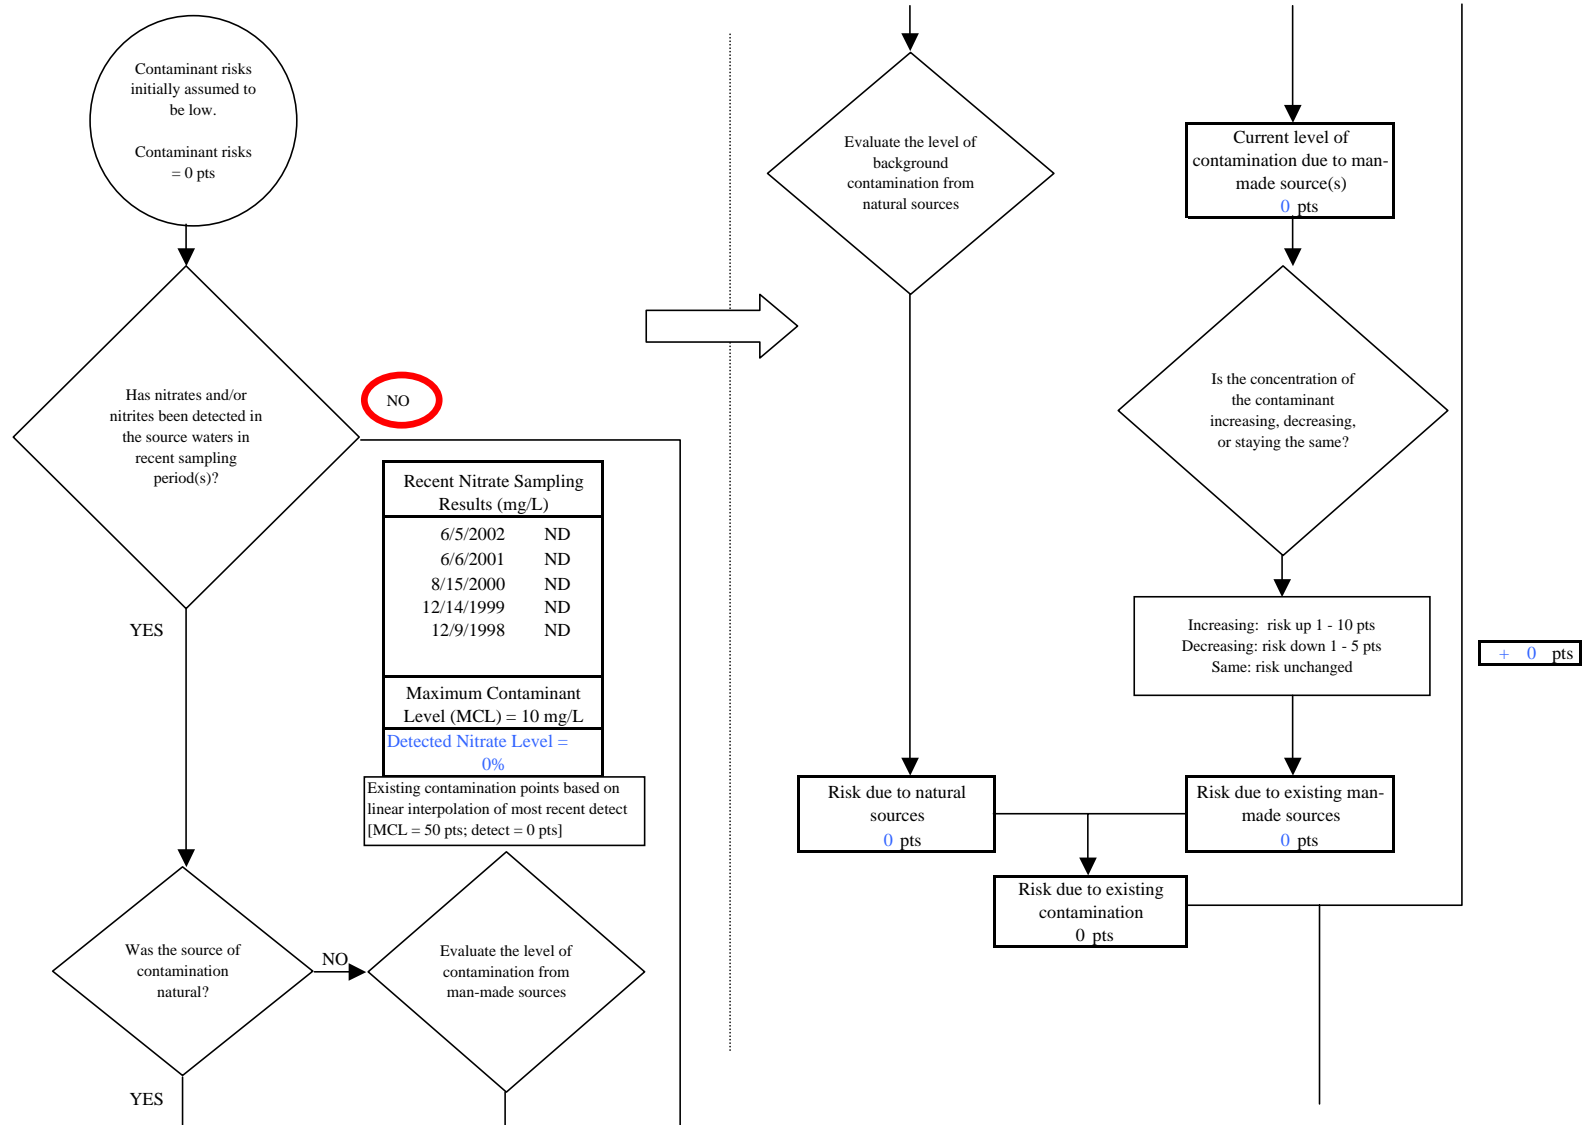 Contaminant risks
initially assumed to
be low.
Contaminant risks
= 0 pts
Has nitrates and/or
nitrites been detected in
the source waters in
recent sampling
period(s)?
NO
YES
Recent Nitrate Sampling
Results (mg/L)
6/5/2002 ND
6/6/2001 ND
8/15/2000 ND
12/14/1999 ND
12/9/1998 ND
Maximum Contaminant
Level (MCL) = 10 mg/L
Detected Nitrate Level =
0%
Existing contamination points based on
linear interpolation of most recent detect
[MCL = 50 pts; detect = 0 pts]
Was the source of
contamination
natural?
NO
YES
Evaluate the level of
contamination from
man-made sources
Evaluate the level of
background
contamination from
natural sources
Current level of
contamination due to man-
made source(s)
0 pts
Is the concentration of
the contaminant
increasing, decreasing,
or staying the same?
Increasing: risk up 1 - 10 pts
Decreasing: risk down 1 - 5 pts
Same: risk unchanged
+ 0 pts
Risk due to natural
sources
0 pts
Risk due to existing man-
made sources
0 pts
Risk due to existing
contamination
0 pts